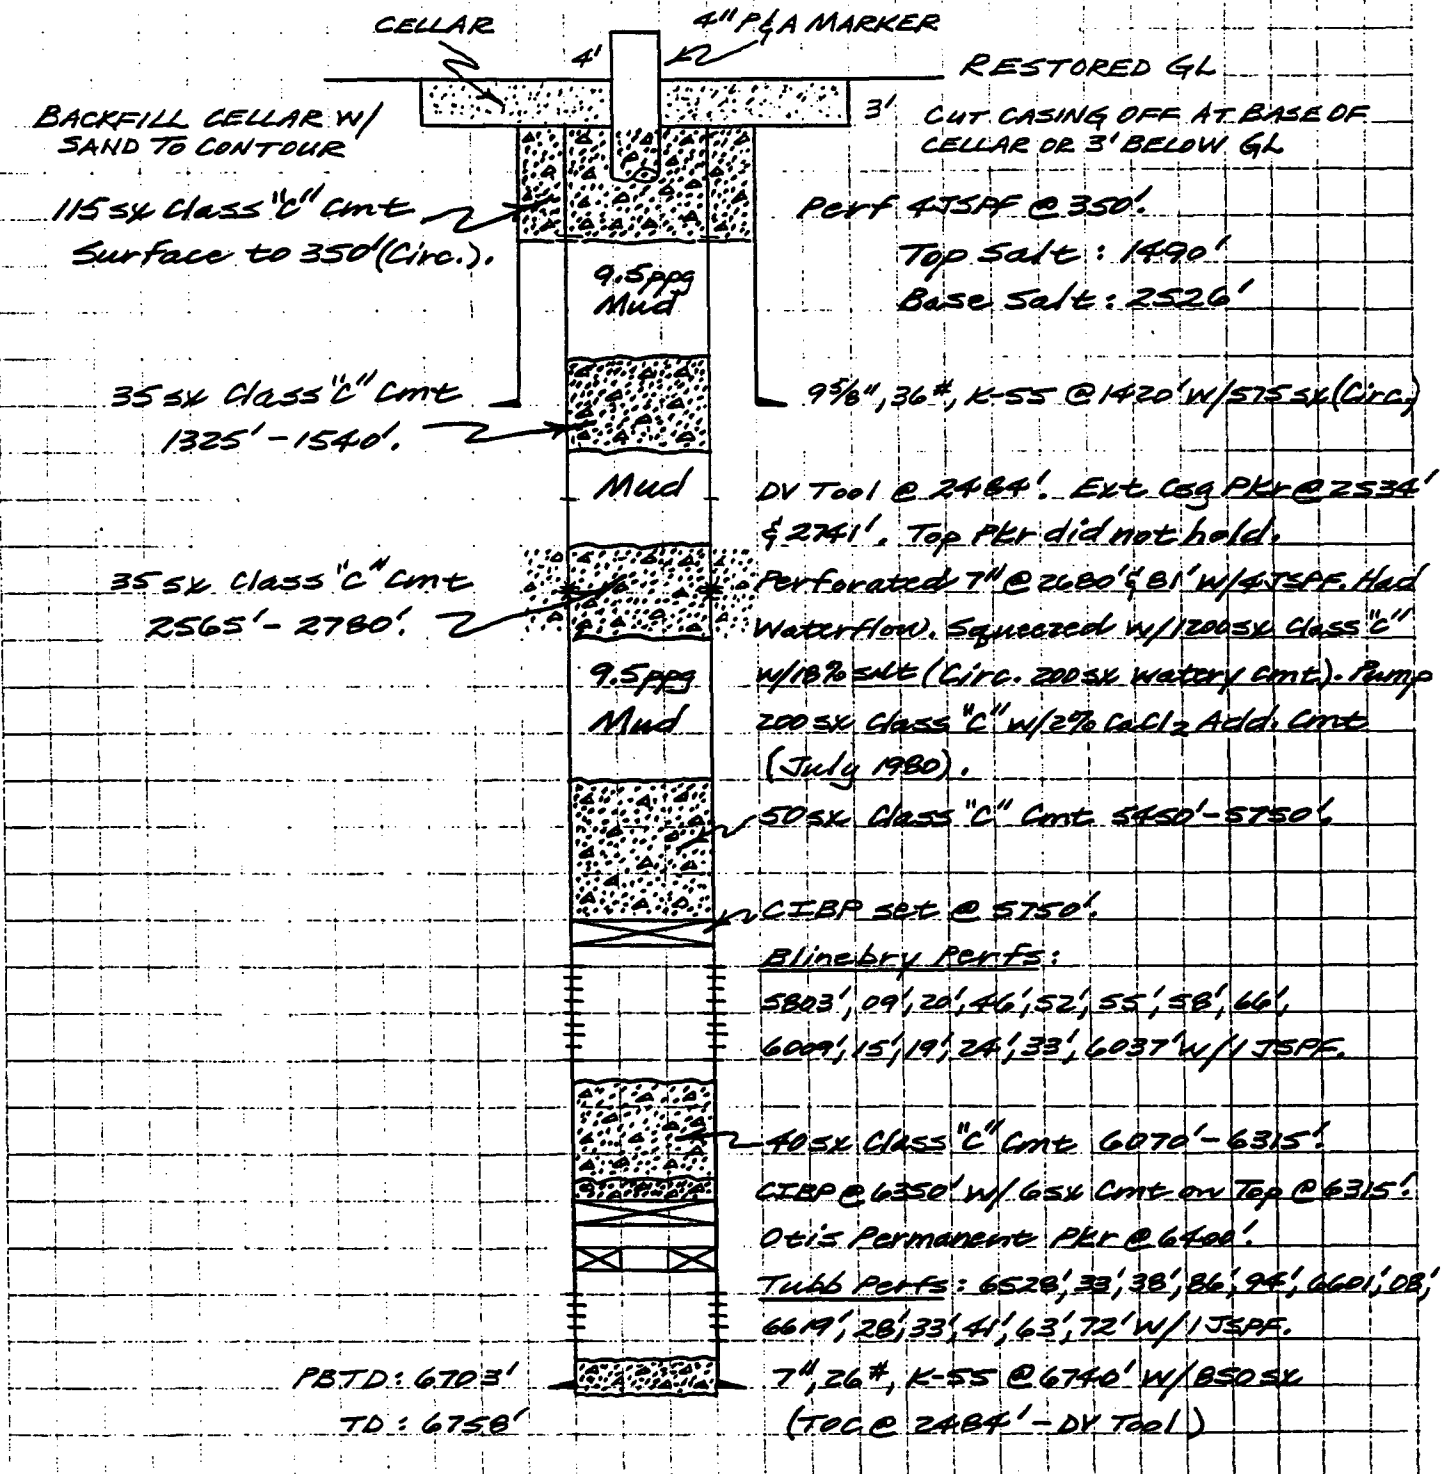 CELLAR
4" P&A MARKER
4'
RESTORED GL
BACKFILL CELLAR W/
SAND TO CONTOUR
3'
CUT CASING OFF AT BASE OF
CELLAR OR 3' BELOW GL
115 sx Class "C" Cmt
Surface to 350' (Circ.).
Perf 4JSPF @ 350'.
Top Salt : 1490'
Base Salt : 2526'
9.5 ppg
Mud
35 sx Class "C" Cmt
1325' - 1540'.
9 5/8", 36#, K-55 @ 1420' W/575 sx (Circ.)
Mud
DV Tool @ 2484'. Ext Csg Pkr @ 2534'
& 2741'. Top Pkr did not hold.
35 sx Class "C" Cmt
2565' - 2780'.
Perforated 7" @ 2680' & 81' w/4 JSPF. Had
Waterflow. Squeezed w/1200 sx Class "C"
w/18% salt (Circ. 200 sx watery cmt). Pump
200 sx Class "C" w/2% CaCl2 Add. Cmt
(July 1980).
9.5 ppg
Mud
50 sx Class "C" Cmt 5450' - 5750'.
CIBP set @ 5750'.
Blinebry Perfs:
5803', 09', 20', 46', 52', 55', 58', 66',
6009', 15', 19', 24', 33', 6037' W/1 JSPF.
40 sx Class "C" Cmt 6070' - 6315'.
CIBP @ 6350' w/ 6 sx Cmt on Top @ 6315'.
Otis Permanent Pkr @ 6400'.
Tubb Perfs : 6528', 33', 38', 86', 94', 6601', 08',
6619', 28', 33', 41', 63', 72' W/1 JSPF.
PBTD: 6703'
TD : 6758'
7", 26#, K-55 @ 6740' W/850 sx
(TOC @ 2484' - DV Tool)